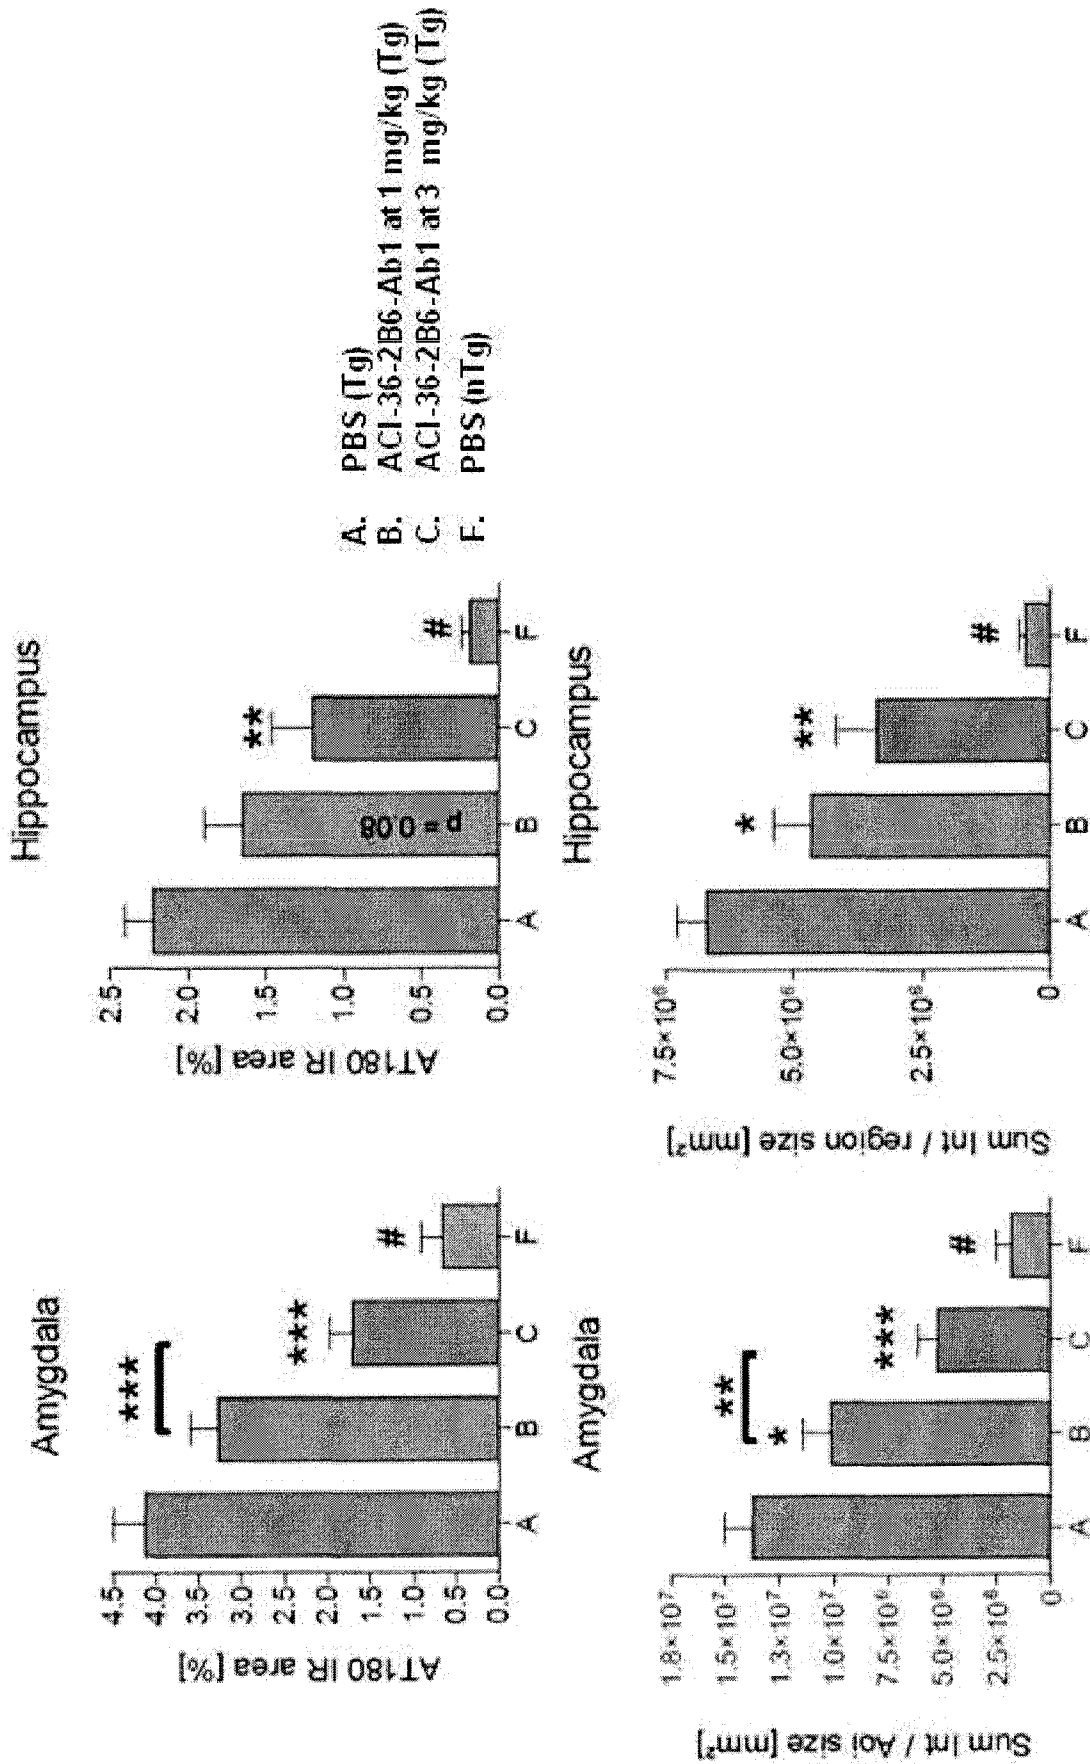 Amygdala
AT180 IR area [%]
4.5
4.0
3.5
3.0
2.5
2.0
1.5
1.0
0.5
0.0
***
***
#
A B C F
Hippocampus
AT180 IR area [%]
2.5
2.0
1.5
1.0
0.5
0.0
p = 0.08
**
#
A B C F
A. PBS (Tg)
B. ACI-36-2B6-Ab1 at 1 mg/kg (Tg)
C. ACI-36-2B6-Ab1 at 3 mg/kg (Tg)
F. PBS (nTg)
Amygdala
Sum Int / Aoi size [mm²]
1.8×10⁷
1.5×10⁷
1.3×10⁷
1.0×10⁷
7.5×10⁶
5.0×10⁶
2.5×10⁶
0
**
*
***
#
A B C F
Hippocampus
Sum Int / region size [mm²]
7.5×10⁶
5.0×10⁶
2.5×10⁶
0
*
**
#
A B C F